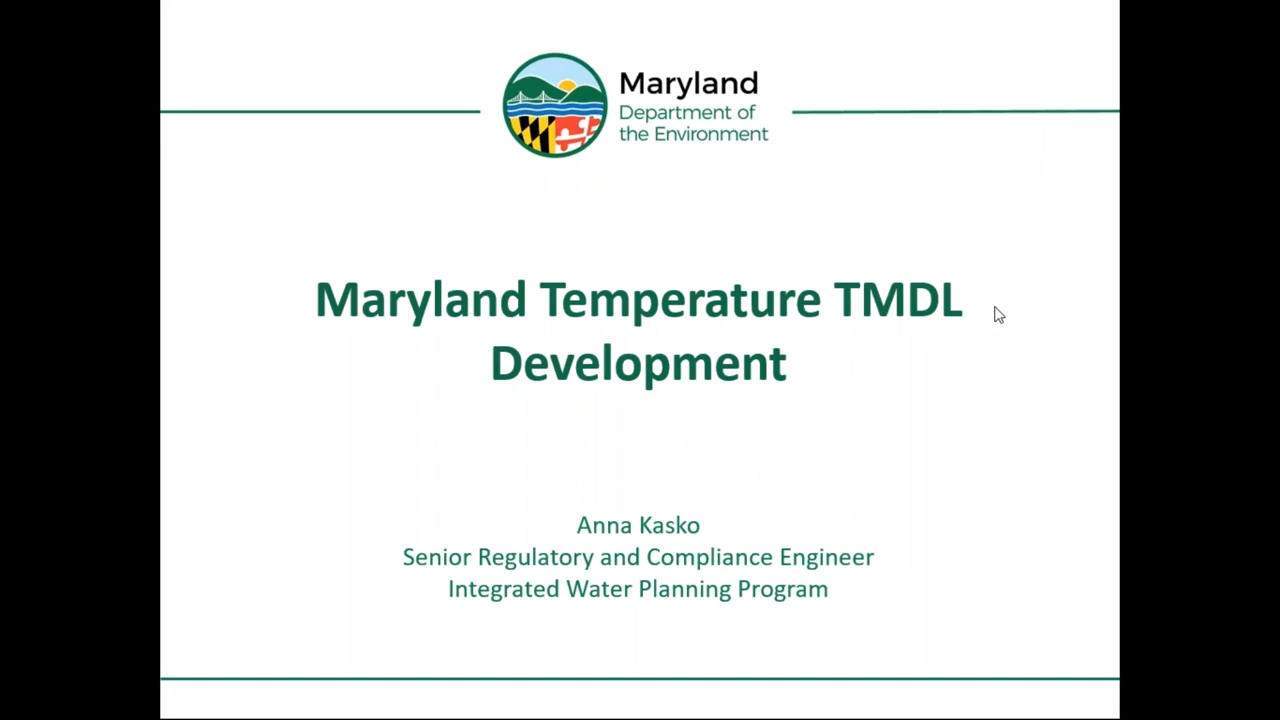 Maryland
Department of
the Environment
Maryland Temperature TMDL
Development
Anna Kasko
Senior Regulatory and Compliance Engineer
Integrated Water Planning Program